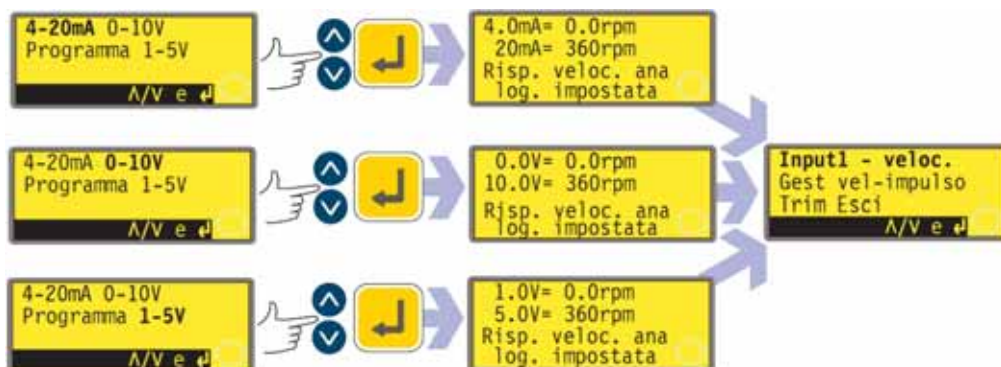 4-20mA 0-10V
Programma 1-5V
Λ/V e ↵
4.0mA= 0.0rpm
20mA= 360rpm
Risp. veloc. ana
log. impostata
4-20mA 0-10V
Programma 1-5V
Λ/V e ↵
0.0V= 0.0rpm
10.0V= 360rpm
Risp. veloc. ana
log. impostata
Input1 - veloc.
Gest vel-impulso
Trim Esci
Λ/V e ↵
4-20mA 0-10V
Programma 1-5V
Λ/V e ↵
1.0V= 0.0rpm
5.0V= 360rpm
Risp. veloc. ana
log. impostata